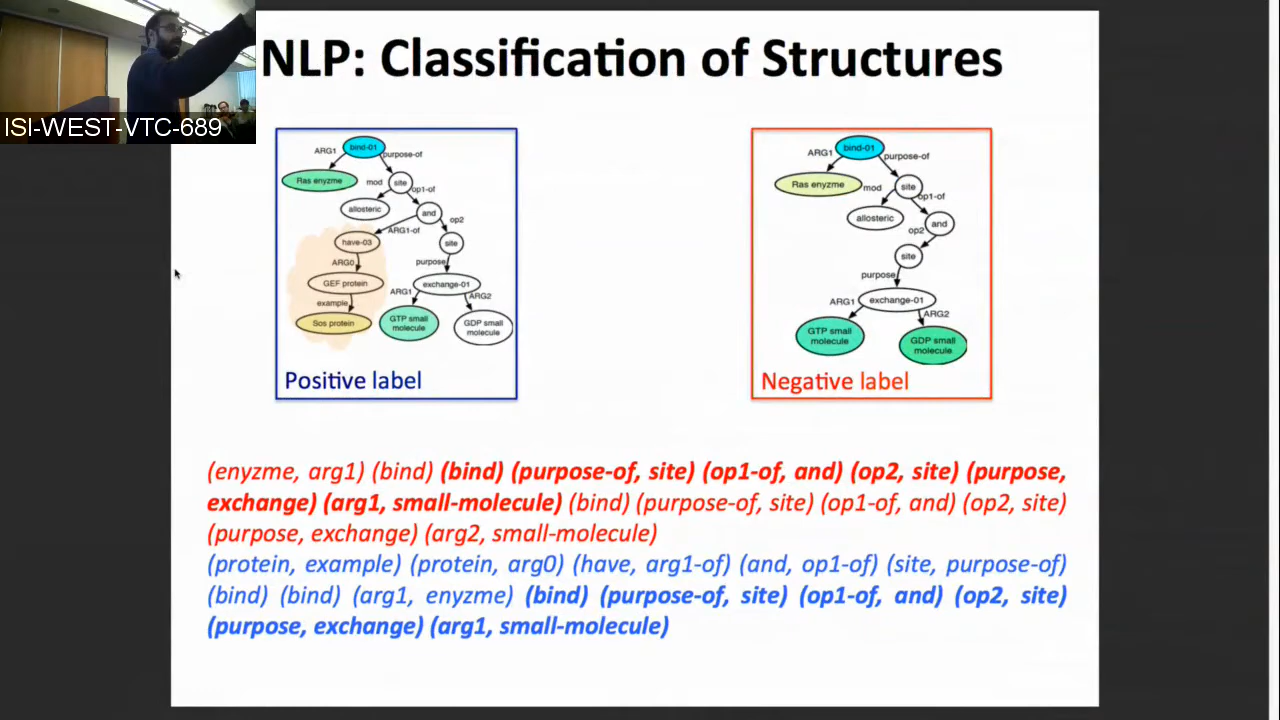 NLP: Classification of Structures
ISI-WEST-VTC-689
ARG1
bind-01
purpose-of
Ras enyzme
mod
site
op1-of
allosteric
and
op2
ARG1-of
have-03
site
ARG0
purpose
GEF protein
exchange-01
example
ARG1
ARG2
Sos protein
GTP small
molecule
GDP small
molecule
Positive label
ARG1
bind-01
purpose-of
Ras enyzme
mod
site
op1-of
allosteric
and
op2
site
purpose
ARG1
exchange-01
ARG2
GTP small
molecule
GDP small
molecule
Negative label
(enyzme, arg1) (bind) (bind) (purpose-of, site) (op1-of, and) (op2, site) (purpose,
exchange) (arg1, small-molecule) (bind) (purpose-of, site) (op1-of, and) (op2, site)
(purpose, exchange) (arg2, small-molecule)
(protein, example) (protein, arg0) (have, arg1-of) (and, op1-of) (site, purpose-of)
(bind) (bind) (arg1, enyzme) (bind) (purpose-of, site) (op1-of, and) (op2, site)
(purpose, exchange) (arg1, small-molecule)